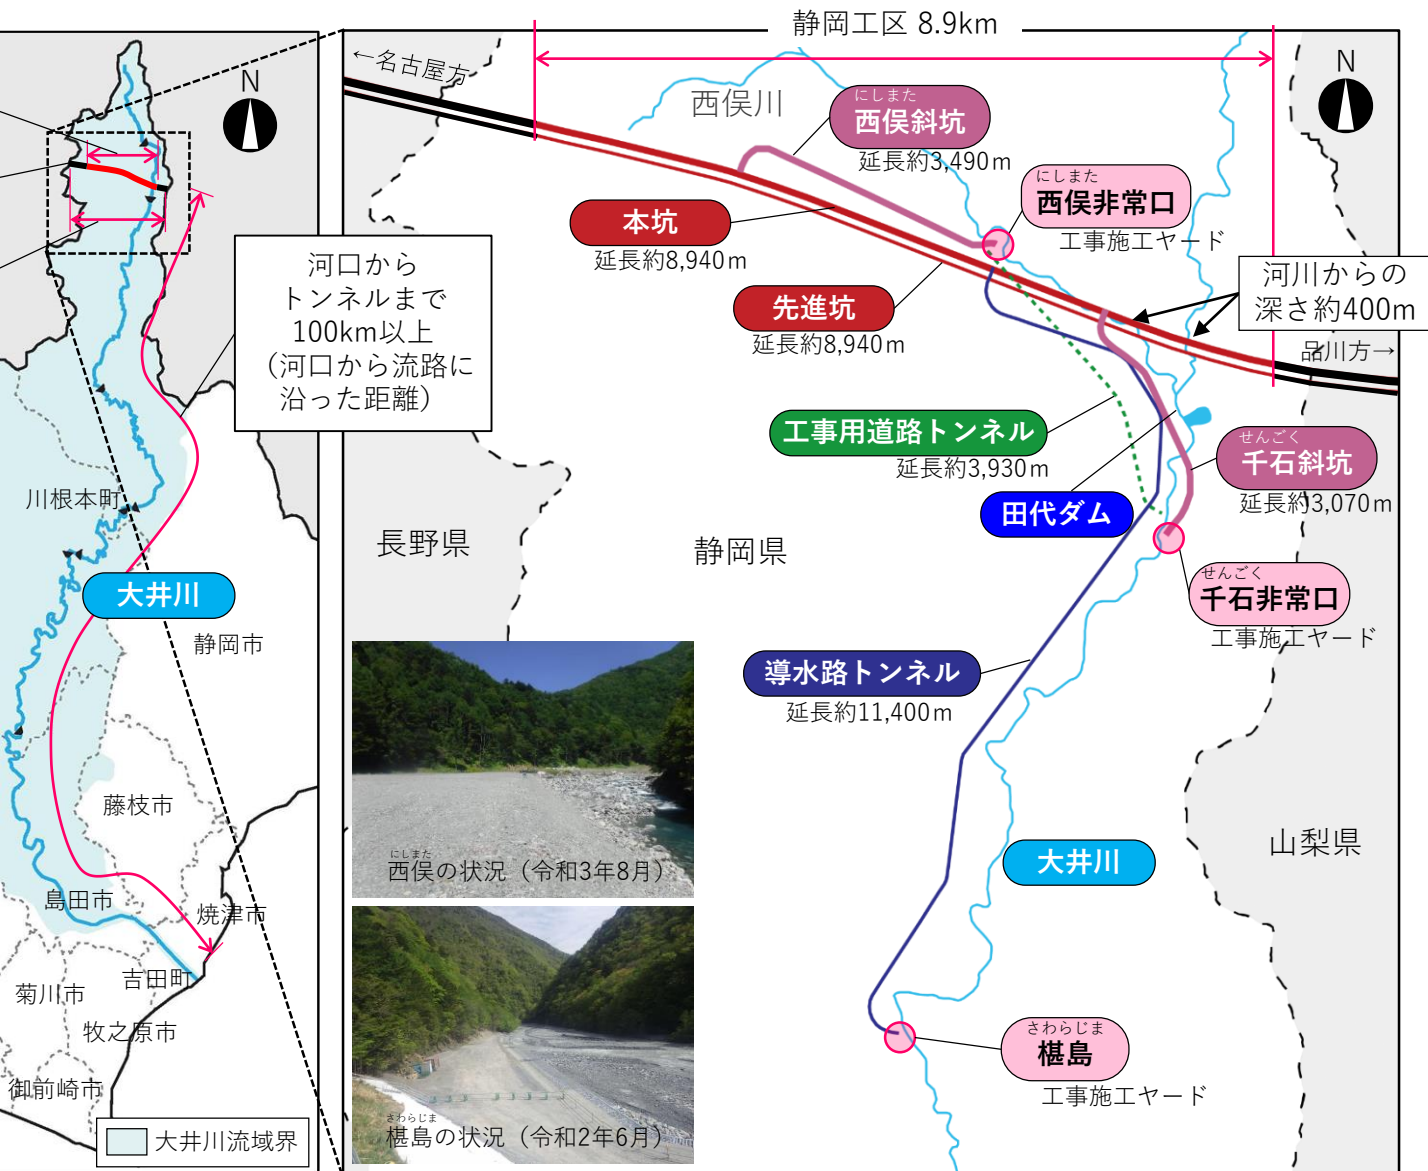 静岡工区 8.9km
←名古屋方
N
N
西俣川
にしまた
西俣斜坑
延長約3,490m
にしまた
西俣非常口
工事施工ヤード
本坑
延長約8,940m
先進坑
延長約8,940m
河川からの
深さ約400m
品川方→
河口から
トンネルまで
100km以上
（河口から流路に
沿った距離）
工事用道路トンネル
延長約3,930m
せんごく
千石斜坑
延長約3,070m
田代ダム
川根本町
長野県
静岡県
せんごく
千石非常口
工事施工ヤード
大井川
静岡市
導水路トンネル
延長約11,400m
藤枝市
山梨県
大井川
にしまた
西俣の状況（令和3年8月）
島田市
焼津市
吉田町
菊川市
牧之原市
御前崎市
さわらじま
椹島
工事施工ヤード
さわらじま
椹島の状況（令和2年6月）
大井川流域界